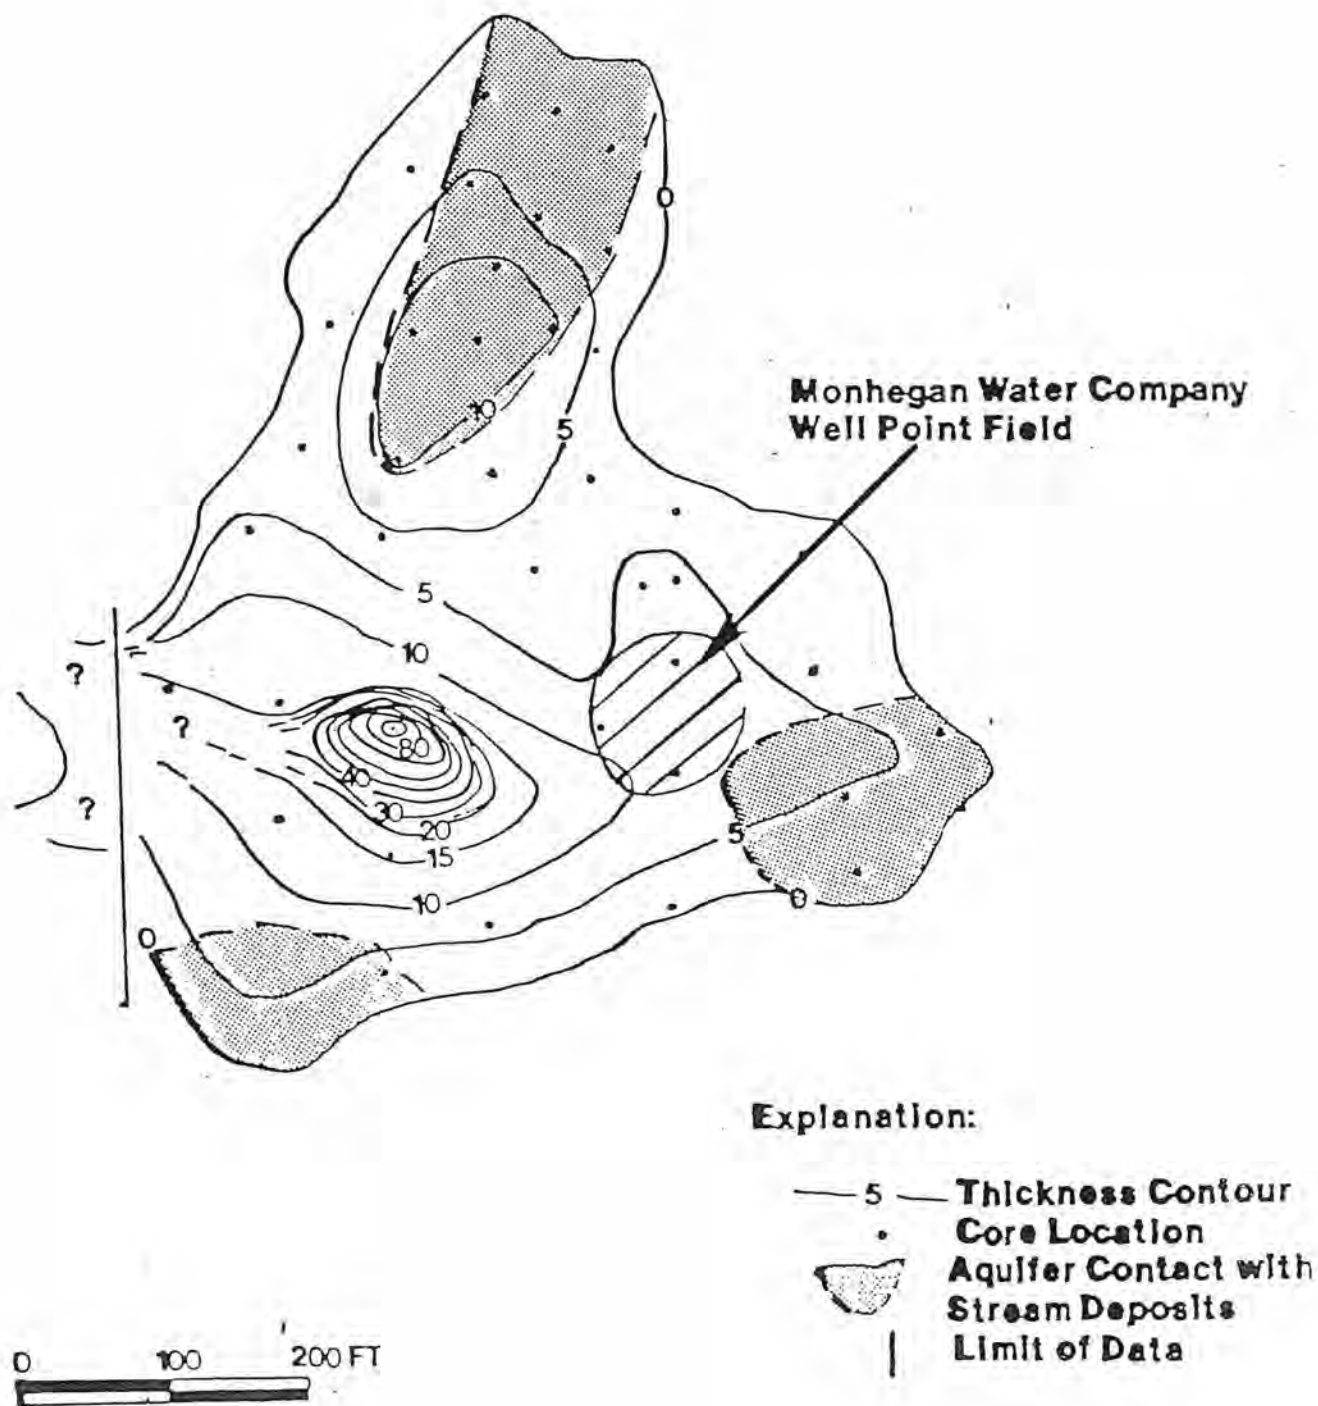 0
10
5
Monhegan Water Company
Well Point Field
5
10
?
?
80
40
30
20
15
?
5
10
0
0
Explanation:
5 Thickness Contour
Core Location
Aquifer Contact with
Stream Deposits
Limit of Data
0 100 200 FT